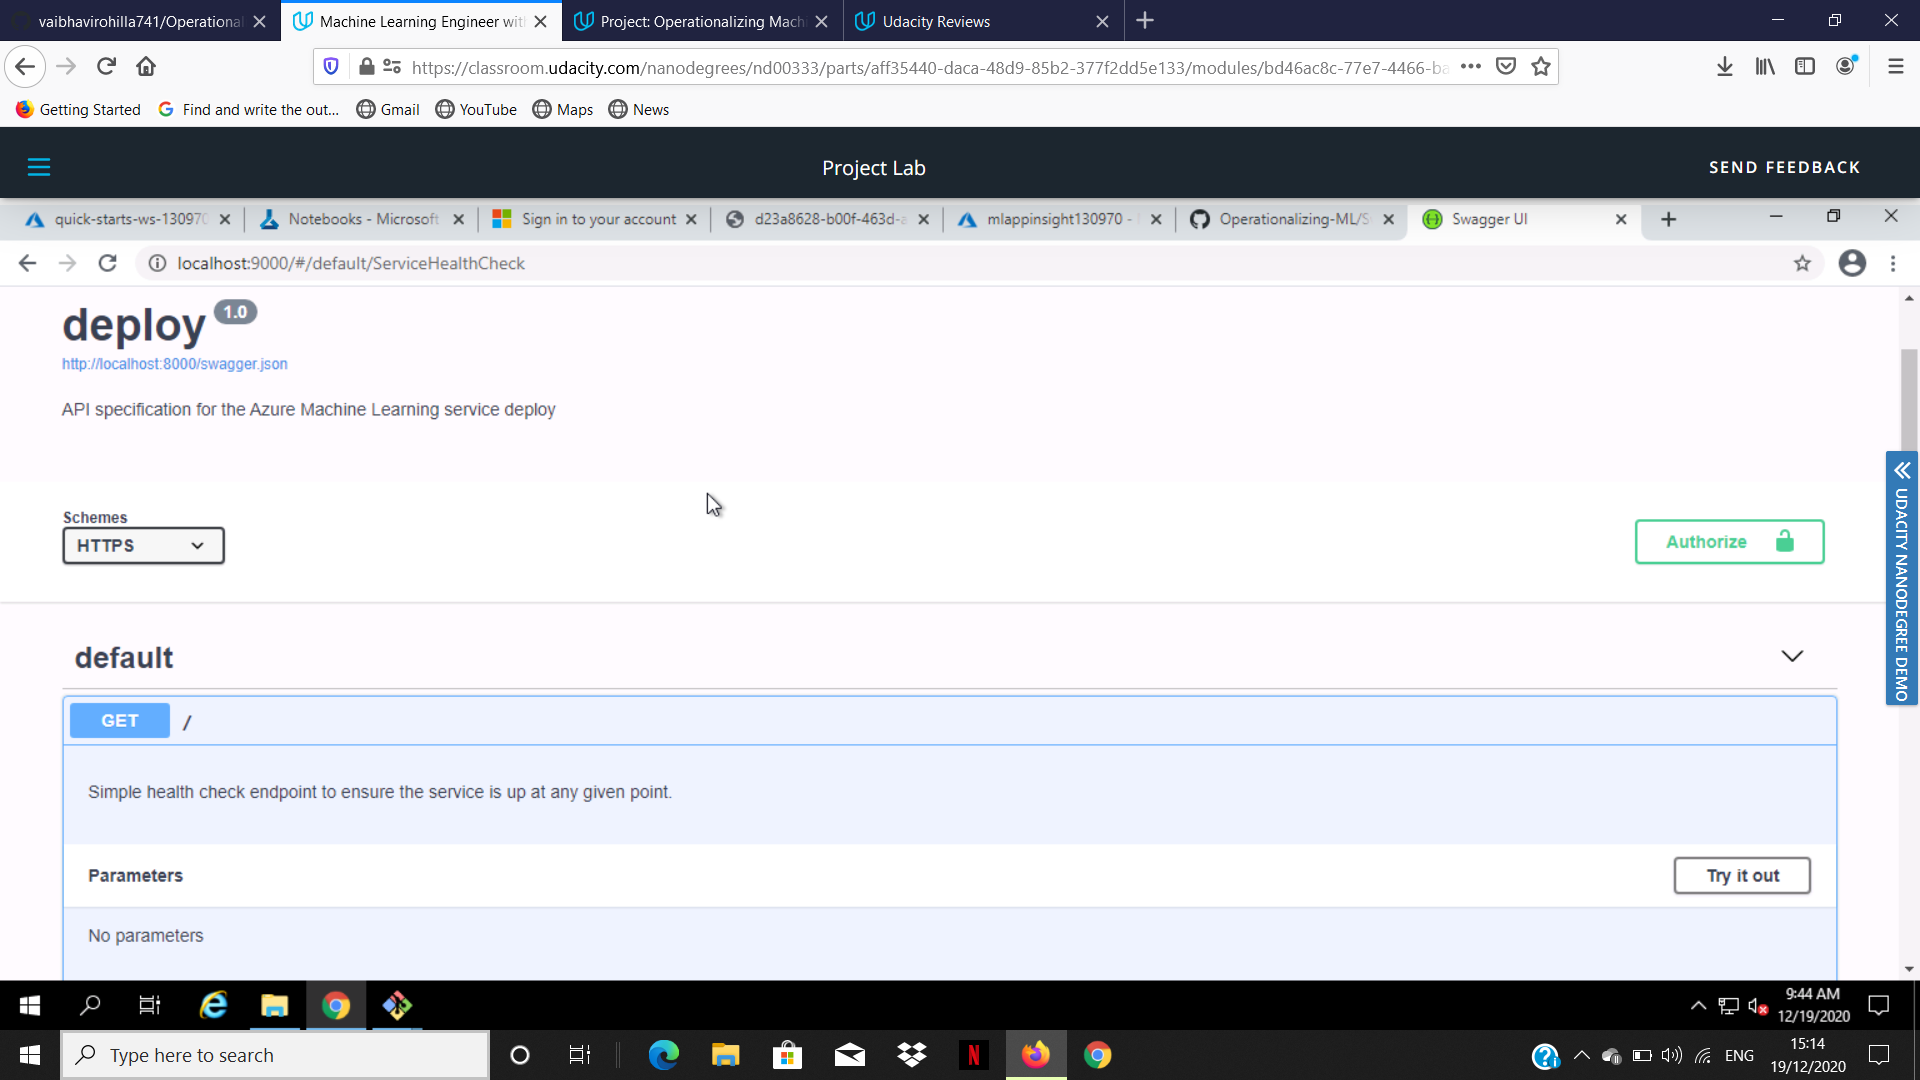 vaibhavirohilla741/Operational
Machine Learning Engineer wit
Project: Operationalizing Machi
Udacity Reviews
https://classroom.udacity.com/nanodegrees/nd00333/parts/aff35440-daca-48d9-85b2-377f2dd5e133/modules/bd46ac8c-77e7-4466-ba
Getting Started
Find and write the out...
Gmail
YouTube
Maps
News
Project Lab
SEND FEEDBACK
quick-starts-ws-130970
Notebooks - Microsoft
Sign in to your account
d23a8628-b00f-463d-a
mlappinsight130970 -
Operationalizing-ML/S
Swagger UI
localhost:9000/#/default/ServiceHealthCheck
deploy 1.0
http://localhost:8000/swagger.json
API specification for the Azure Machine Learning service deploy
Schemes
HTTPS
Authorize
UDACITY NANODEGREE DEMO
default
GET /
Simple health check endpoint to ensure the service is up at any given point.
Parameters
Try it out
No parameters
9:44 AM
12/19/2020
Type here to search
ENG
15:14
19/12/2020